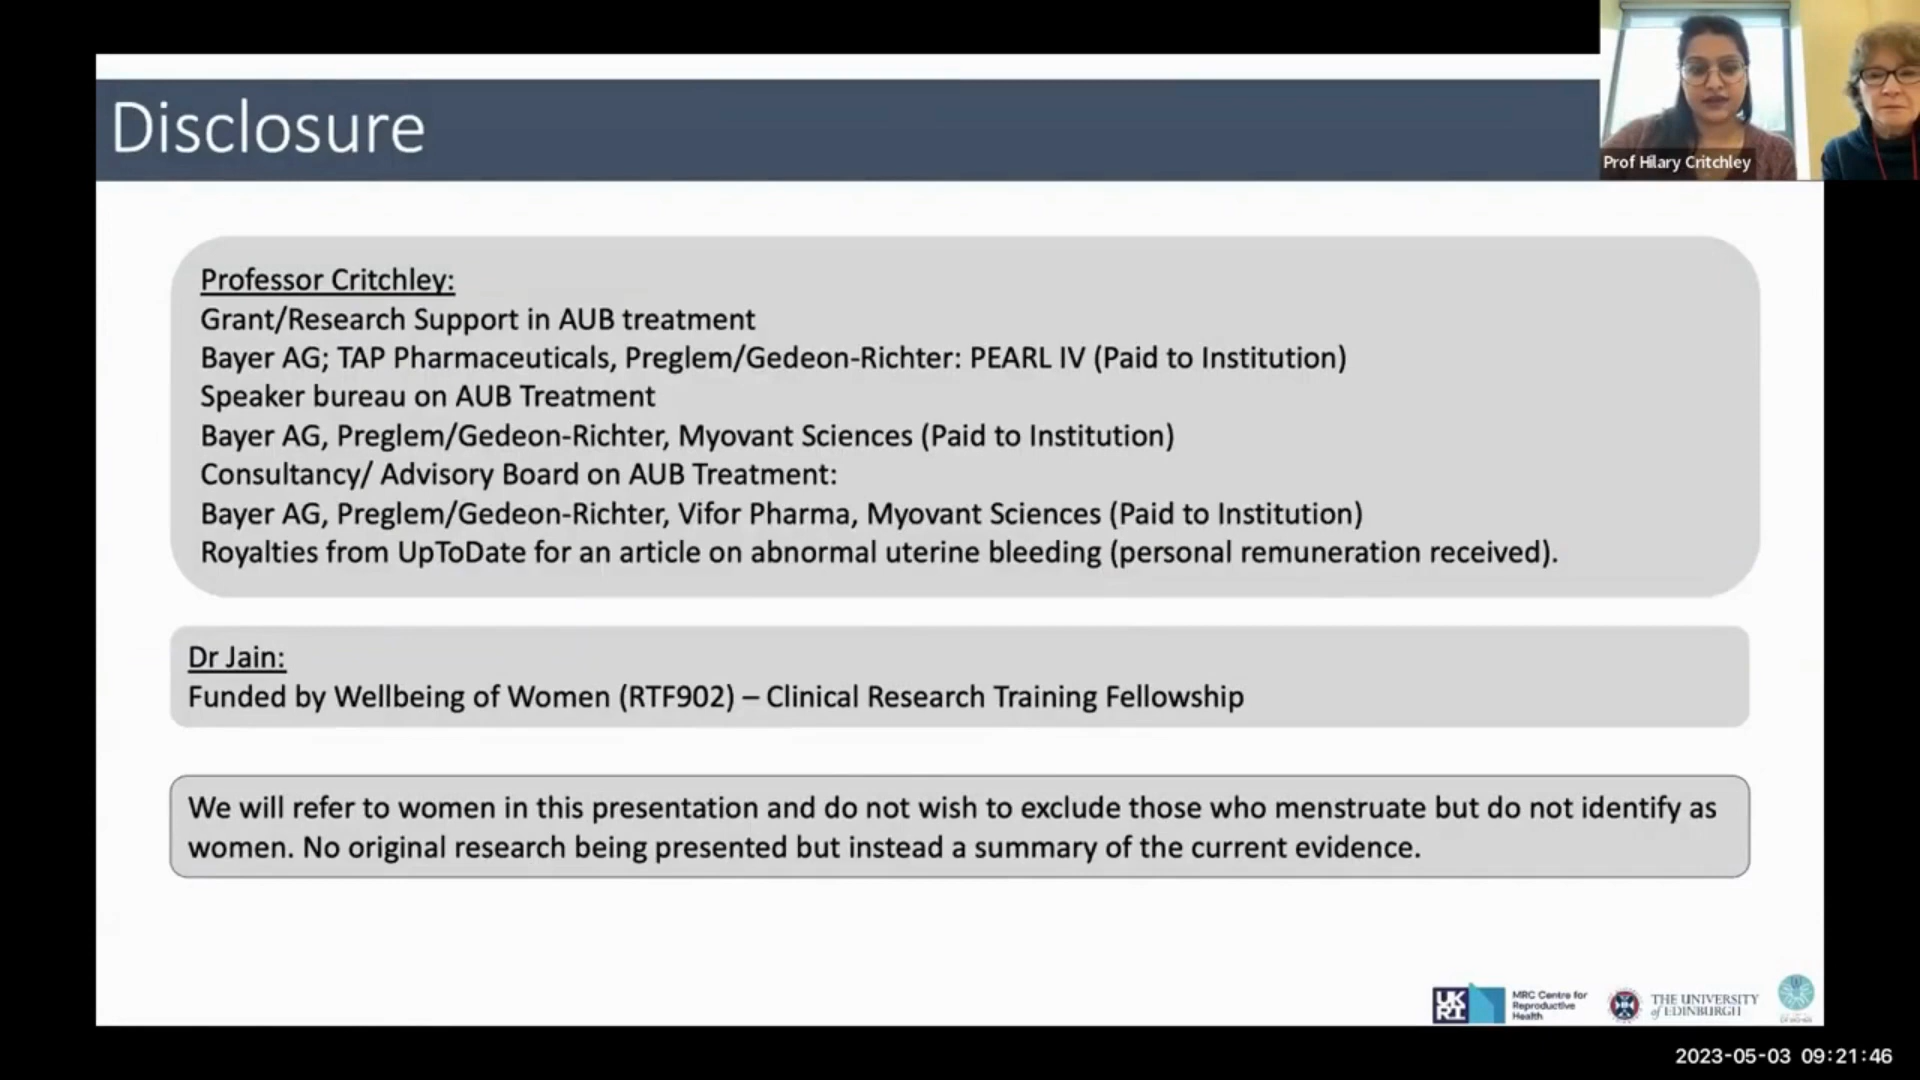 Disclosure
Prof Hilary Critchley
Professor Critchley:
Grant/Research Support in AUB treatment
Bayer AG; TAP Pharmaceuticals, Preglem/Gedeon-Richter: PEARL IV (Paid to Institution)
Speaker bureau on AUB Treatment
Bayer AG, Preglem/Gedeon-Richter, Myovant Sciences (Paid to Institution)
Consultancy/ Advisory Board on AUB Treatment:
Bayer AG, Preglem/Gedeon-Richter, Vifor Pharma, Myovant Sciences (Paid to Institution)
Royalties from UpToDate for an article on abnormal uterine bleeding (personal remuneration received).
Dr Jain:
Funded by Wellbeing of Women (RTF902) – Clinical Research Training Fellowship
We will refer to women in this presentation and do not wish to exclude those who menstruate but do not identify as
women. No original research being presented but instead a summary of the current evidence.
UK
RI
MRC Centre for
Reproductive
Health
THE UNIVERSITY
of EDINBURGH
2023-05-03 09:21:46